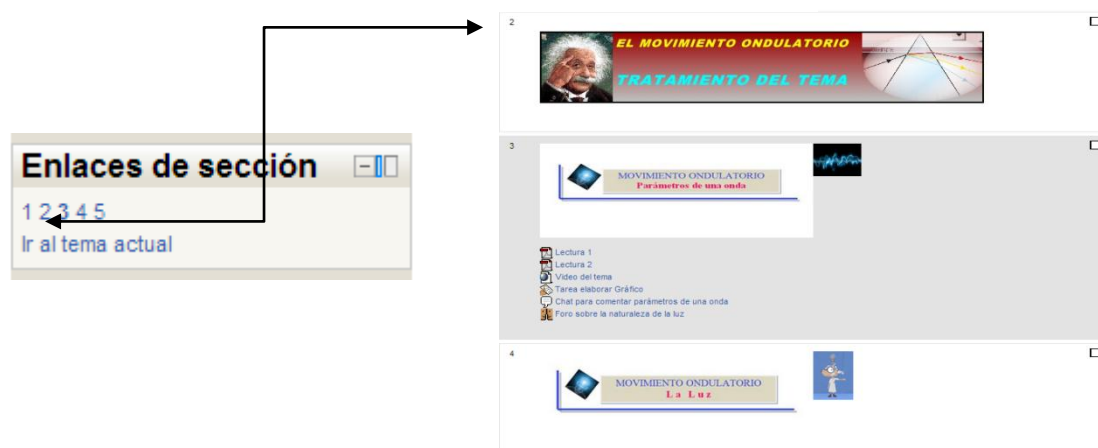 Enlaces de sección
1 2 3 4 5
Ir al tema actual
2
EL MOVIMIENTO ONDULATORIO
TRATAMIENTO DEL TEMA
3
MOVIMIENTO ONDULATORIO
Parámetros de una onda
Lectura 1
Lectura 2
Video del tema
Tarea elaborar Gráfico
Chat para comentar parámetros de una onda
Foro sobre la naturaleza de la luz
4
MOVIMIENTO ONDULATORIO
La Luz